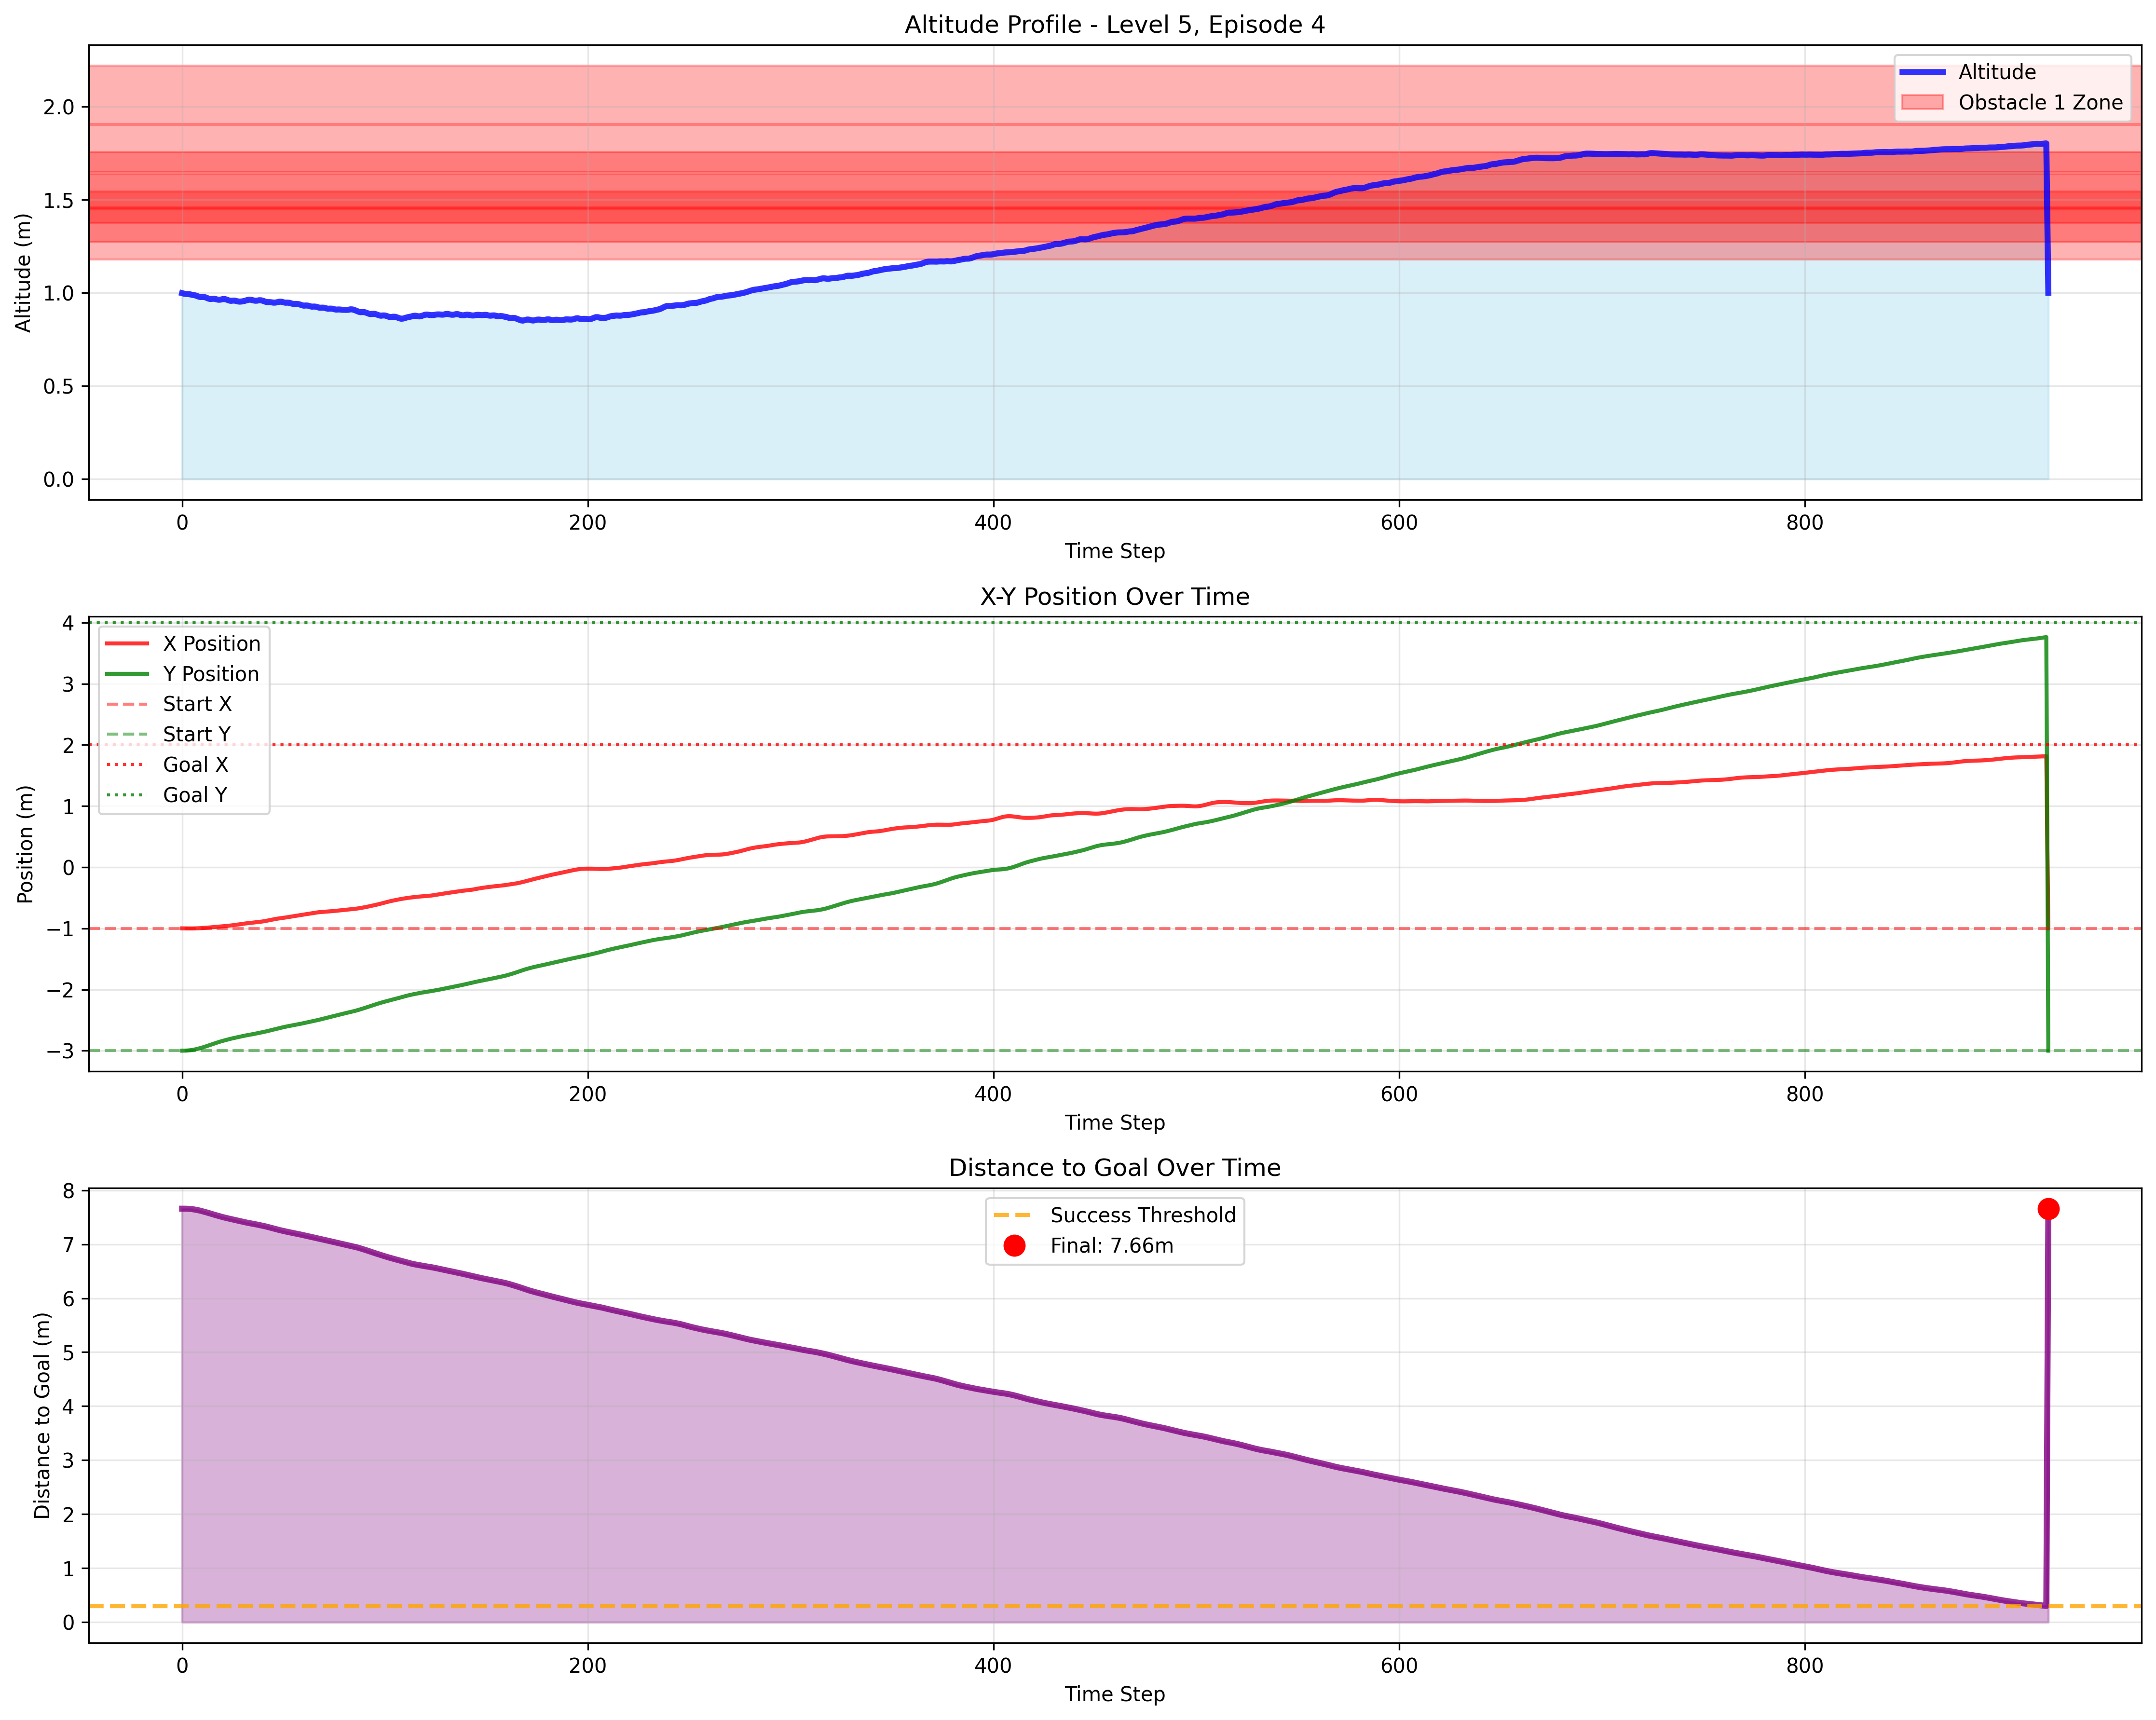 Altitude Profile - Level 5, Episode 4
Altitude (m)
2.0
1.5
1.0
0.5
0.0
Altitude
Obstacle 1 Zone
0 200 400 600 800
Time Step
X-Y Position Over Time
Position (m)
4
3
2
1
0
−1
−2
−3
X Position
Y Position
Start X
Start Y
Goal X
Goal Y
0 200 400 600 800
Time Step
Distance to Goal Over Time
Distance to Goal (m)
8
7
6
5
4
3
2
1
0
Success Threshold
Final: 7.66m
0 200 400 600 800
Time Step